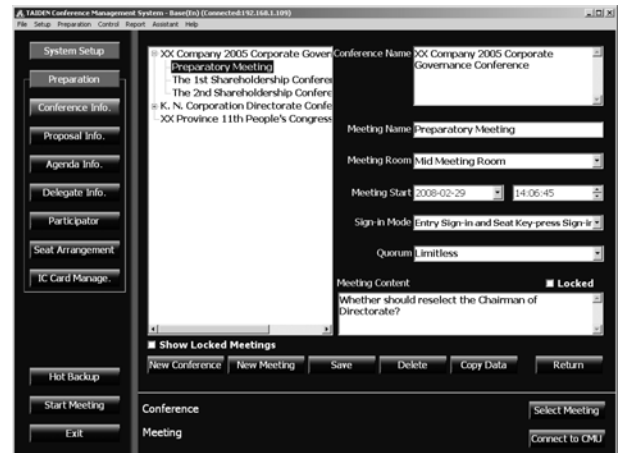 TAIDEN Conference Management System - Base(En) (Connected:192.168.1.109)
File Setup Preparation Control Report Assistant Help
System Setup
Preparation
Conference Info.
Proposal Info.
Agenda Info.
Delegate Info.
Participator
Seat Arrangement
IC Card Manage.
Hot Backup
Start Meeting
Exit
XX Company 2005 Corporate Gover
Preparatory Meeting
The 1st Shareholdership Confere
The 2nd Shareholdership Confere
K. N. Corporation Directorate Confe
XX Province 11th People's Congress
Show Locked Meetings
Conference Name XX Company 2005 Corporate
Governance Conference
Meeting Name Preparatory Meeting
Meeting Room Mid Meeting Room
Meeting Start 2008-02-29 14:06:45
Sign-in Mode Entry Sign-in and Seat Key-press Sign-ir
Quorum Limitless
Meeting Content Locked
Whether should reselect the Chairman of
Directorate?
New Conference New Meeting Save Delete Copy Data Return
Conference Select Meeting
Meeting Connect to CMU